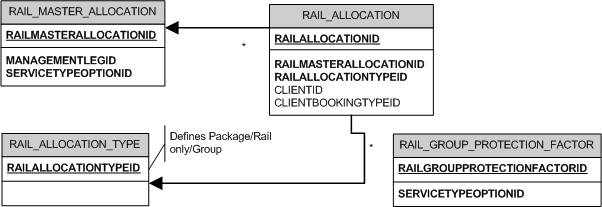 RAIL_MASTER_ALLOCATION
RAILMASTERALLOCATIONID
MANAGEMENTLEGID
SERVICETYPEOPTIONID
*
RAIL_ALLOCATION
RAILALLOCATIONID
RAILMASTERALLOCATIONID
RAILALLOCATIONTYPEID
CLIENTID
CLIENTBOOKINGTYPEID
RAIL_ALLOCATION_TYPE
RAILALLOCATIONTYPEID
Defines Package/Rail
only/Group
*
RAIL_GROUP_PROTECTION_FACTOR
RAILGROUPPROTECTIONFACTORID
SERVICETYPEOPTIONID